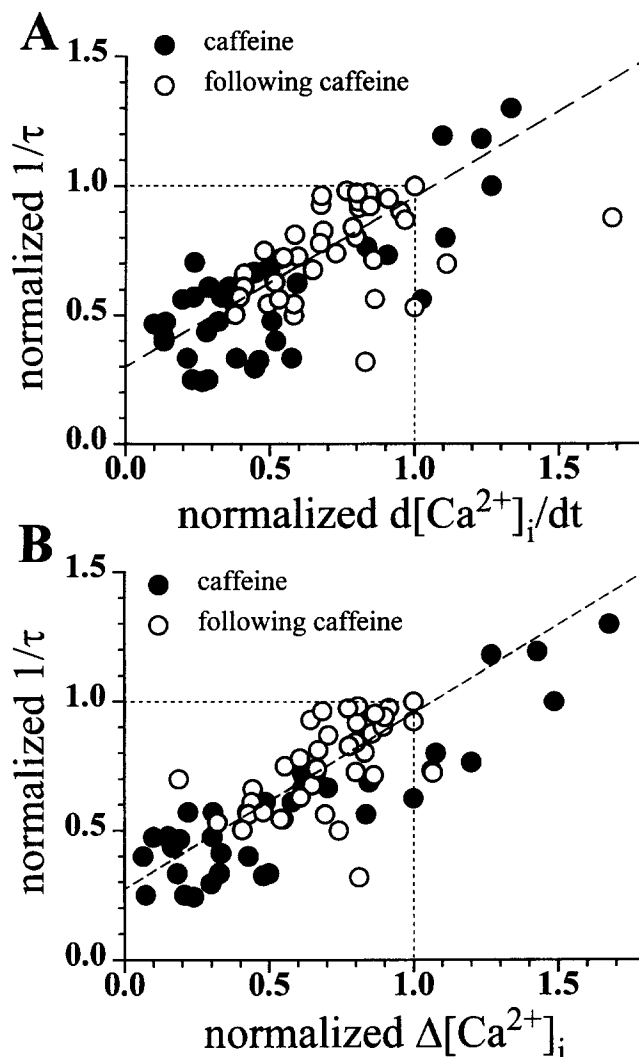 A
caffeine
following caffeine
normalized 1/τ
1.5
1.0
0.5
0.0
0.0 0.5 1.0 1.5
normalized d[Ca²⁺]ᵢ/dt
B
caffeine
following caffeine
normalized 1/τ
1.5
1.0
0.5
0.0
0.0 0.5 1.0 1.5
normalized Δ[Ca²⁺]ᵢ